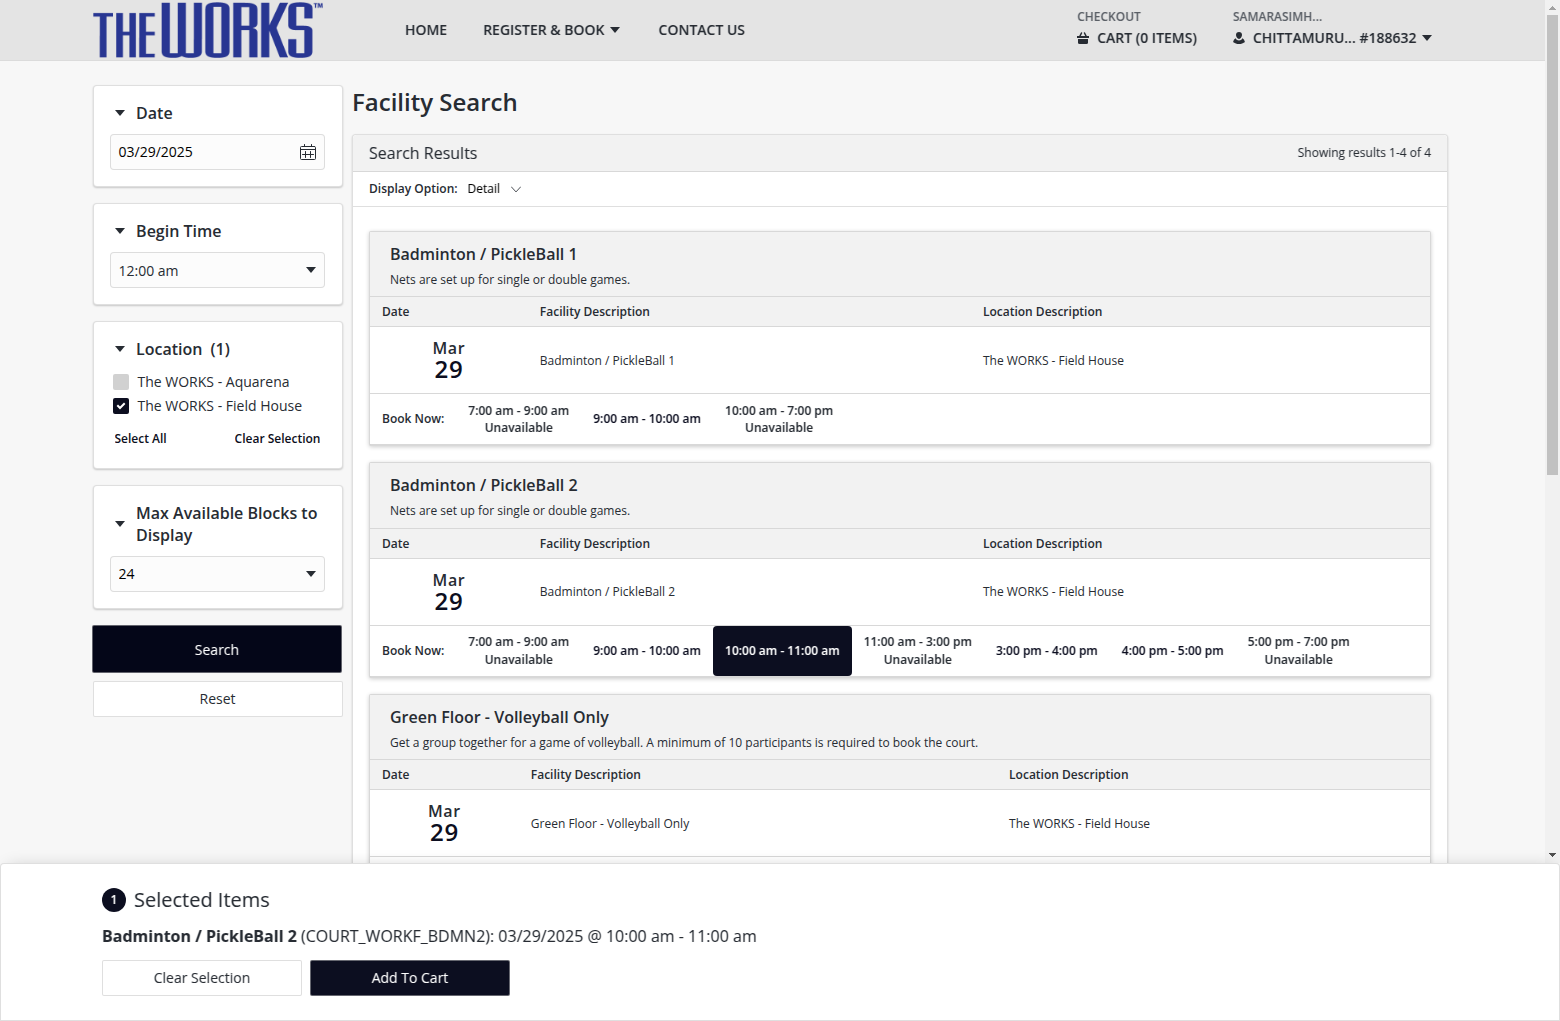 THE WORKS™
HOME
REGISTER & BOOK
CONTACT US
CHECKOUT
CART (0 ITEMS)
SAMARASIMH...
CHITTAMURU... #188632
Date
03/29/2025
Begin Time
12:00 am
Location (1)
The WORKS - Aquarena
The WORKS - Field House
Select All
Clear Selection
Max Available Blocks to
Display
24
Search
Reset
Facility Search
Search Results
Showing results 1-4 of 4
Display Option: Detail
Badminton / PickleBall 1
Nets are set up for single or double games.
Date Facility Description Location Description
Mar
29
Badminton / PickleBall 1
The WORKS - Field House
Book Now:
7:00 am - 9:00 am
Unavailable
9:00 am - 10:00 am
10:00 am - 7:00 pm
Unavailable
Badminton / PickleBall 2
Nets are set up for single or double games.
Date Facility Description Location Description
Mar
29
Badminton / PickleBall 2
The WORKS - Field House
Book Now:
7:00 am - 9:00 am
Unavailable
9:00 am - 10:00 am
10:00 am - 11:00 am
11:00 am - 3:00 pm
Unavailable
3:00 pm - 4:00 pm
4:00 pm - 5:00 pm
5:00 pm - 7:00 pm
Unavailable
Green Floor - Volleyball Only
Get a group together for a game of volleyball. A minimum of 10 participants is required to book the court.
Date Facility Description Location Description
Mar
29
Green Floor - Volleyball Only
The WORKS - Field House
1 Selected Items
Badminton / PickleBall 2 (COURT_WORKF_BDMN2): 03/29/2025 @ 10:00 am - 11:00 am
Clear Selection
Add To Cart